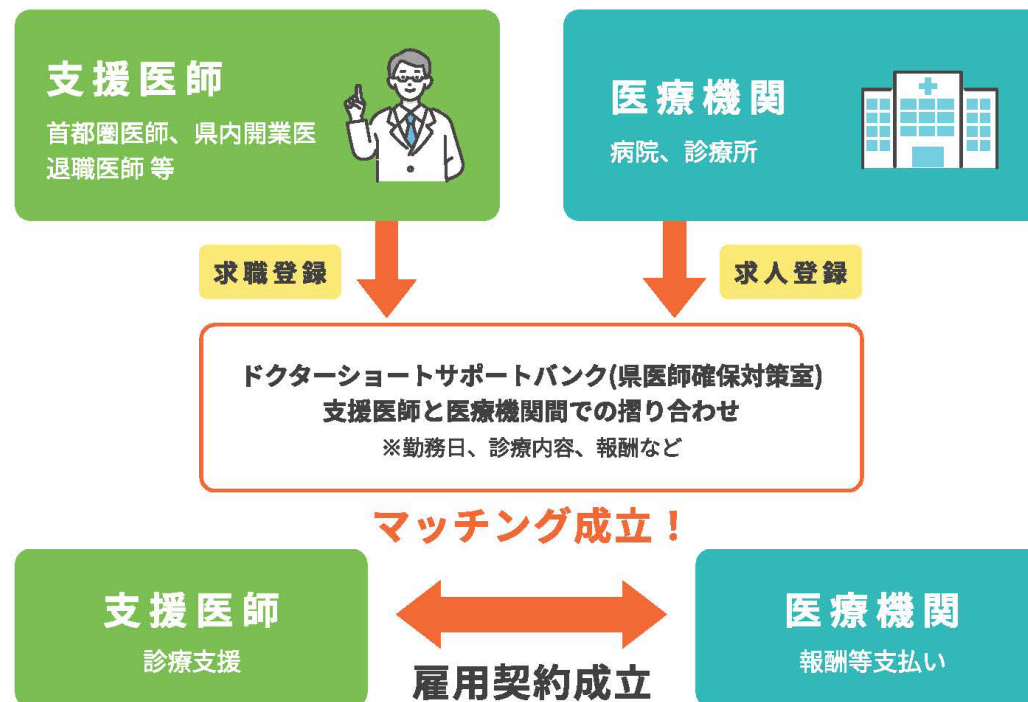 支援医師
首都圏医師、県内開業医
退職医師 等
医療機関
病院、診療所
求職登録
求人登録
ドクターショートサポートバンク(県医師確保対策室)
支援医師と医療機関間での摺り合わせ
※勤務日、診療内容、報酬など
マッチング成立！
支援医師
診療支援
雇用契約成立
医療機関
報酬等支払い